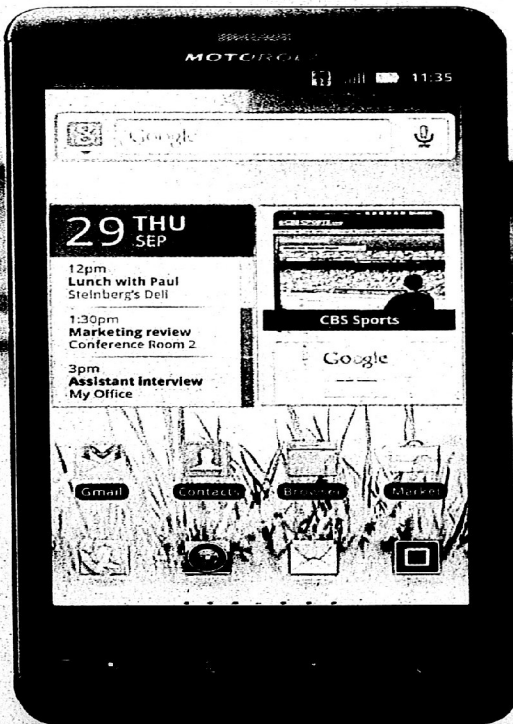 MOTOROLA
11:35
Google
29 THU
SEP
12pm
Lunch with Paul
Steinberg's Deli
1:30pm
Marketing review
Conference Room 2
3pm
Assistant interview
My Office
CBS Sports
Google
Gmail
Contacts
Browser
Market